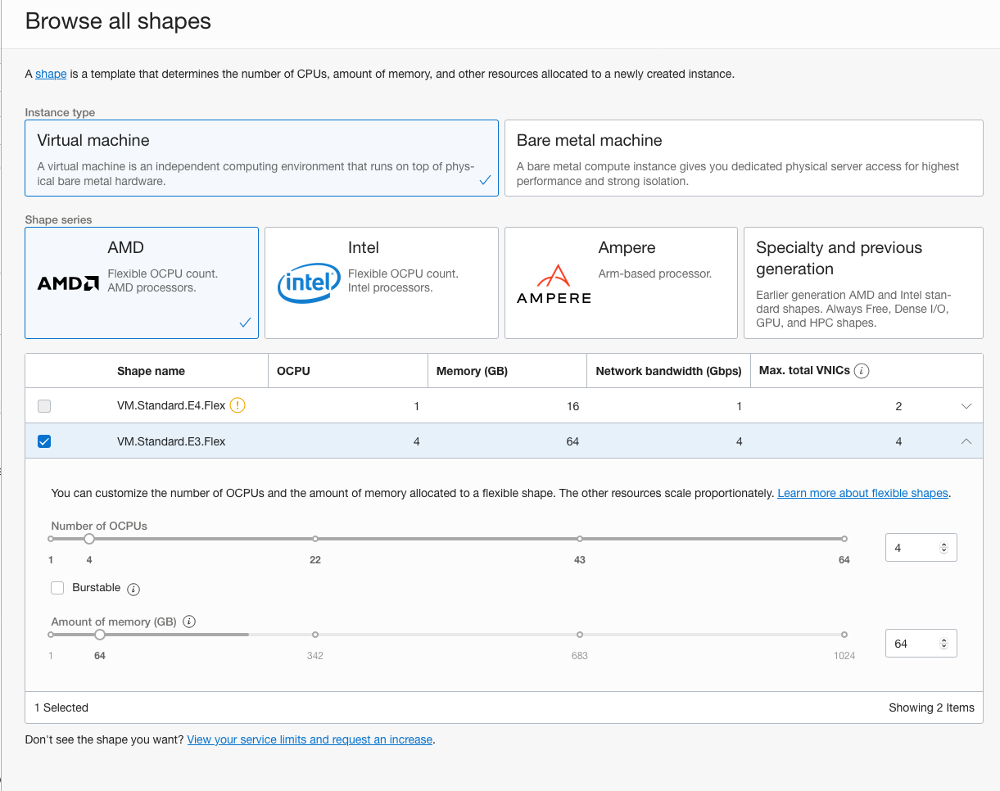 Browse all shapes
A shape is a template that determines the number of CPUs, amount of memory, and other resources allocated to a newly created instance.
Instance type
Virtual machine
A virtual machine is an independent computing environment that runs on top of phys-
ical bare metal hardware.
Bare metal machine
A bare metal compute instance gives you dedicated physical server access for highest
performance and strong isolation.
Shape series
AMD
AMD
Flexible OCPU count.
AMD processors.
intel
Intel
Flexible OCPU count.
Intel processors.
AMPERE
Ampere
Arm-based processor.
Specialty and previous
generation
Earlier generation AMD and Intel stan-
dard shapes. Always Free, Dense I/O,
GPU, and HPC shapes.
Shape name OCPU Memory (GB) Network bandwidth (Gbps) Max. total VNICs i
VM.Standard.E4.Flex ! 1 16 1 2
VM.Standard.E3.Flex 4 64 4 4
You can customize the number of OCPUs and the amount of memory allocated to a flexible shape. The other resources scale proportionately. Learn more about flexible shapes.
Number of OCPUs
1 4 22 43 64
4
Burstable i
Amount of memory (GB) i
1 64 342 683 1024
64
1 Selected
Showing 2 Items
Don't see the shape you want? View your service limits and request an increase.